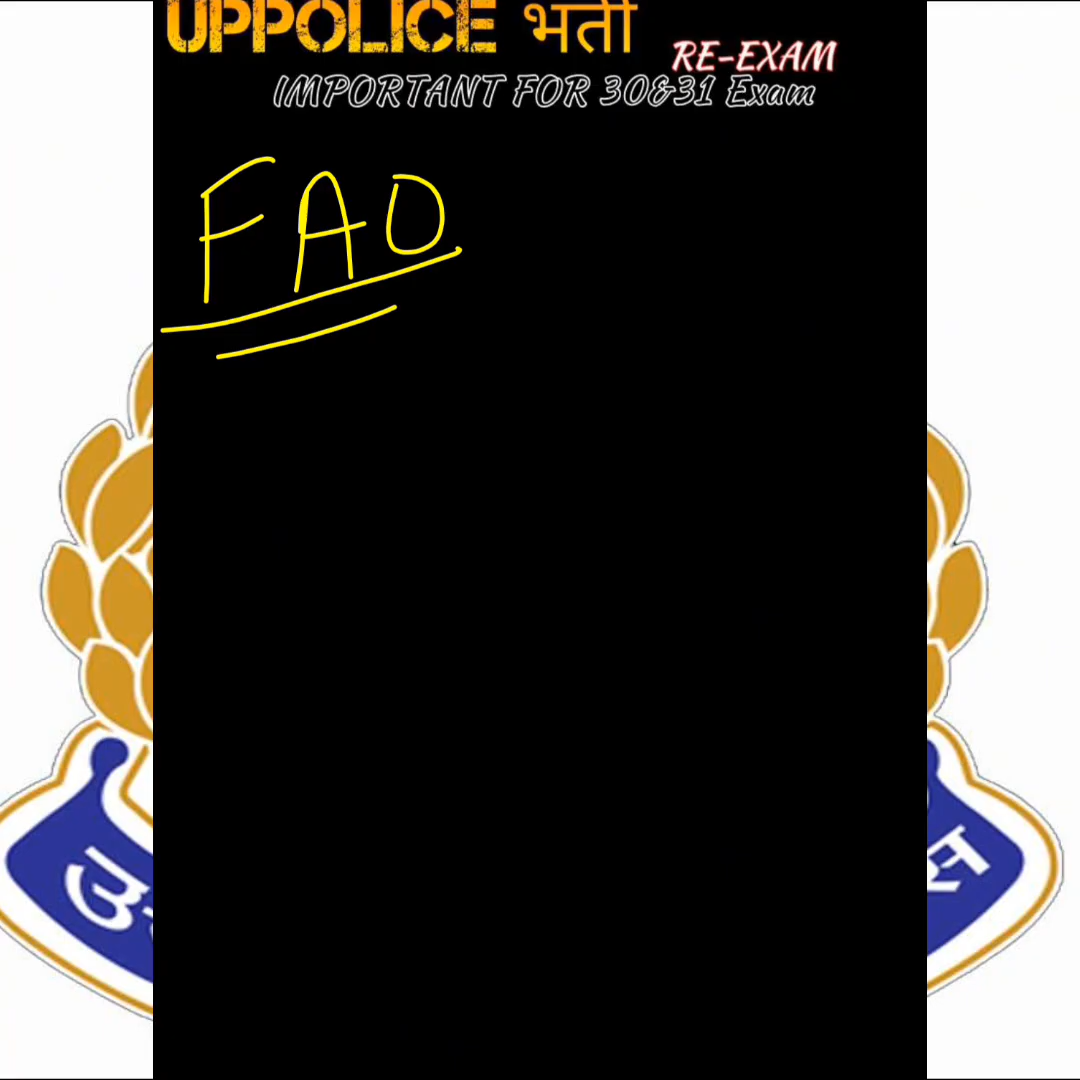 UPPOLICE भर्ती
RE-EXAM
IMPORTANT FOR 30&31 Exam
FAO